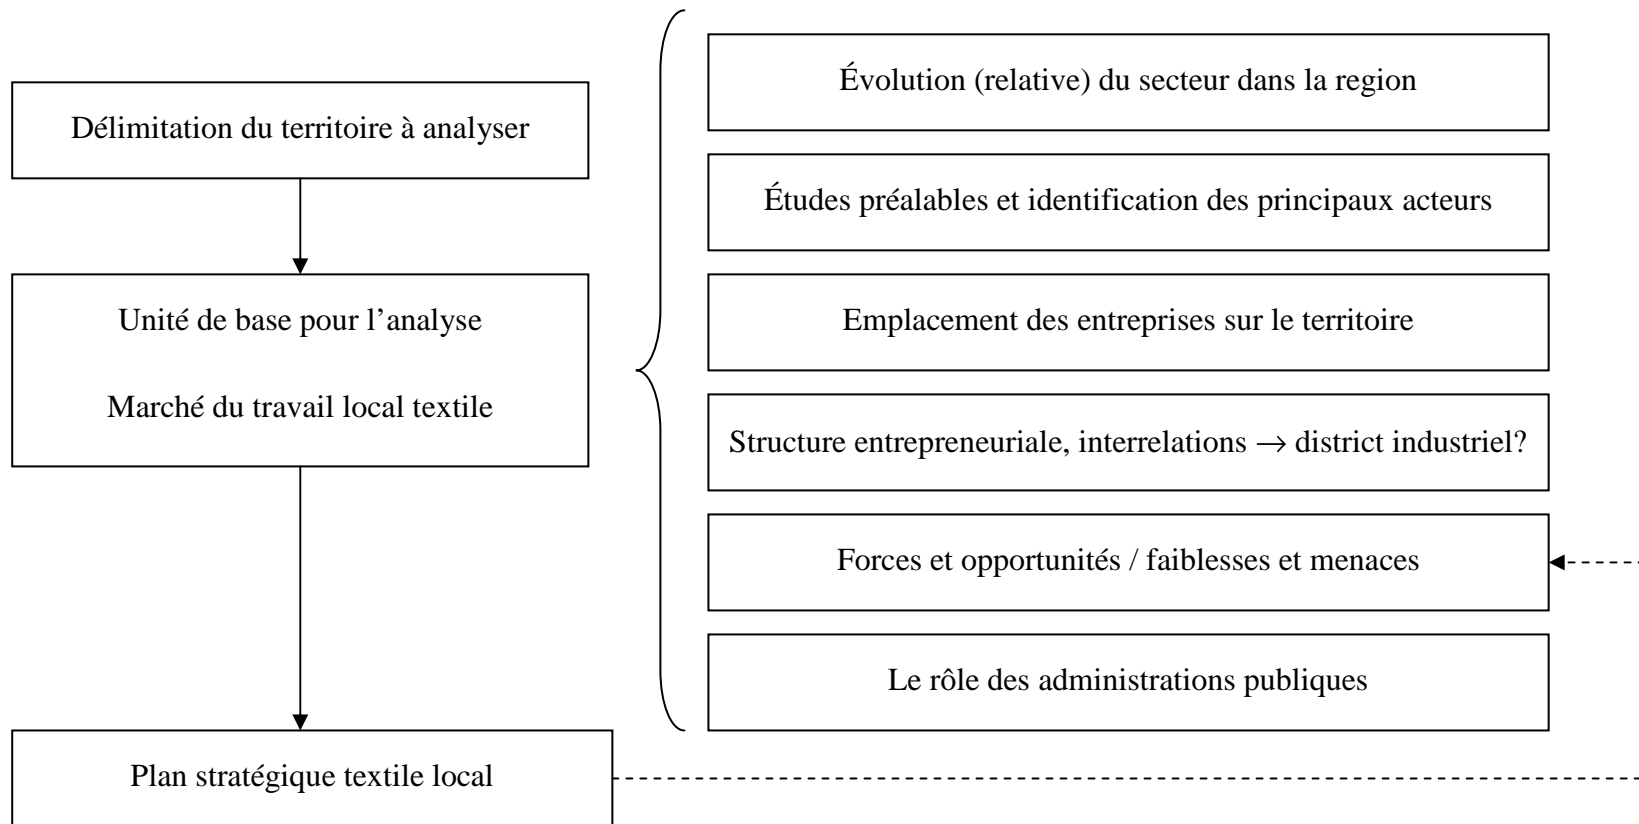 Délimitation du territoire à analyser
Unité de base pour l’analyse
Marché du travail local textile
Plan stratégique textile local
Évolution (relative) du secteur dans la region
Études préalables et identification des principaux acteurs
Emplacement des entreprises sur le territoire
Structure entrepreneuriale, interrelations → district industriel?
Forces et opportunités / faiblesses et menaces
Le rôle des administrations publiques